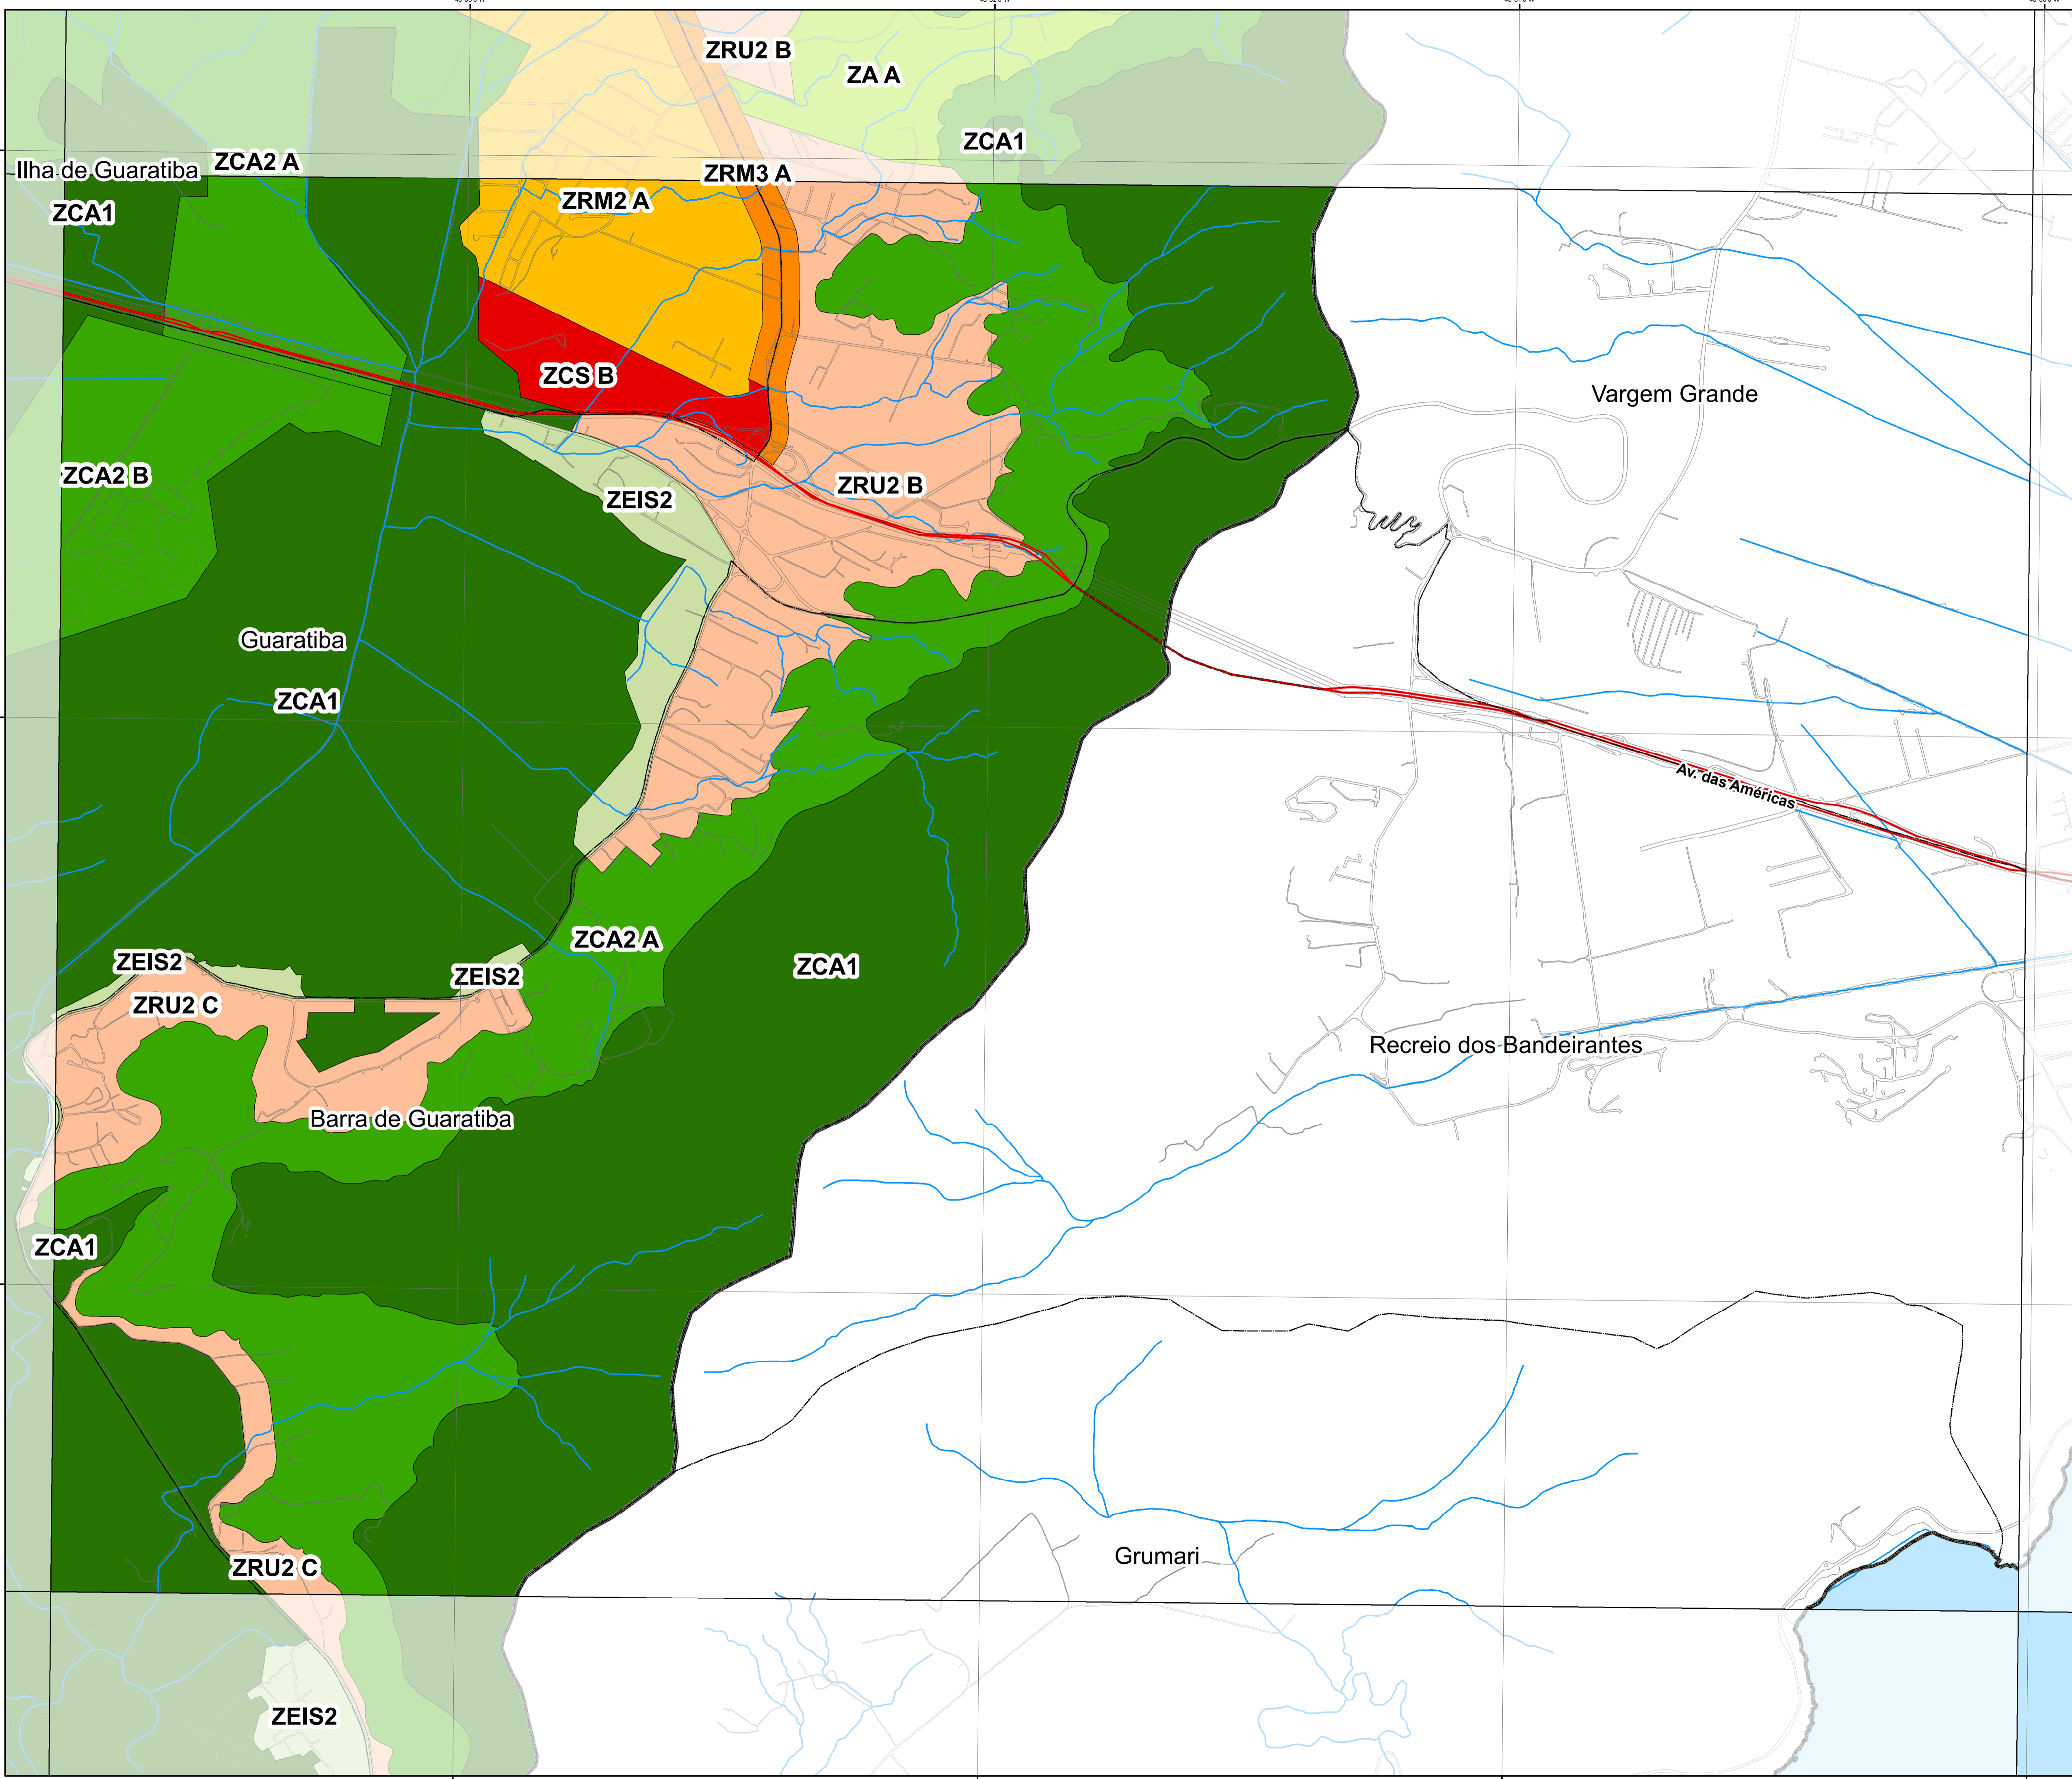 ZRU2 B
ZA A
ZCA1
ZCA2 A
Ilha de Guaratiba
ZRM3 A
ZRM2 A
ZCA1
ZCS B
Vargem Grande
ZCA2 B
ZRU2 B
ZEIS2
Guaratiba
ZCA1
Av. das Américas
ZCA2 A
ZEIS2
ZCA1
ZEIS2
ZRU2 C
Recreio dos Bandeirantes
Barra de Guaratiba
ZCA1
Grumari
ZRU2 C
ZEIS2